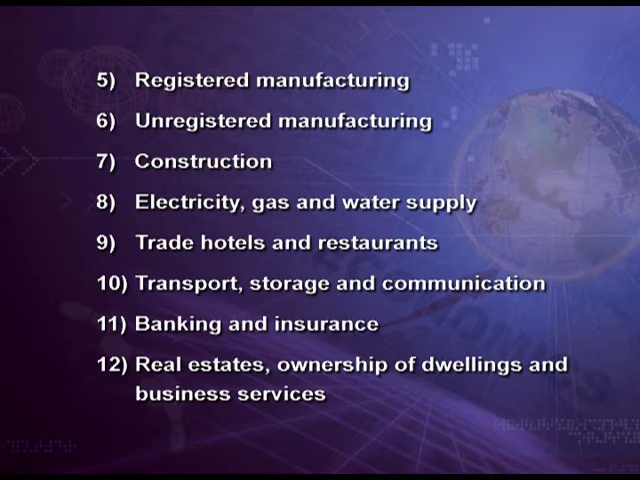 5) Registered manufacturing
6) Unregistered manufacturing
7) Construction
8) Electricity, gas and water supply
9) Trade hotels and restaurants
10) Transport, storage and communication
11) Banking and insurance
12) Real estates, ownership of dwellings and
business services